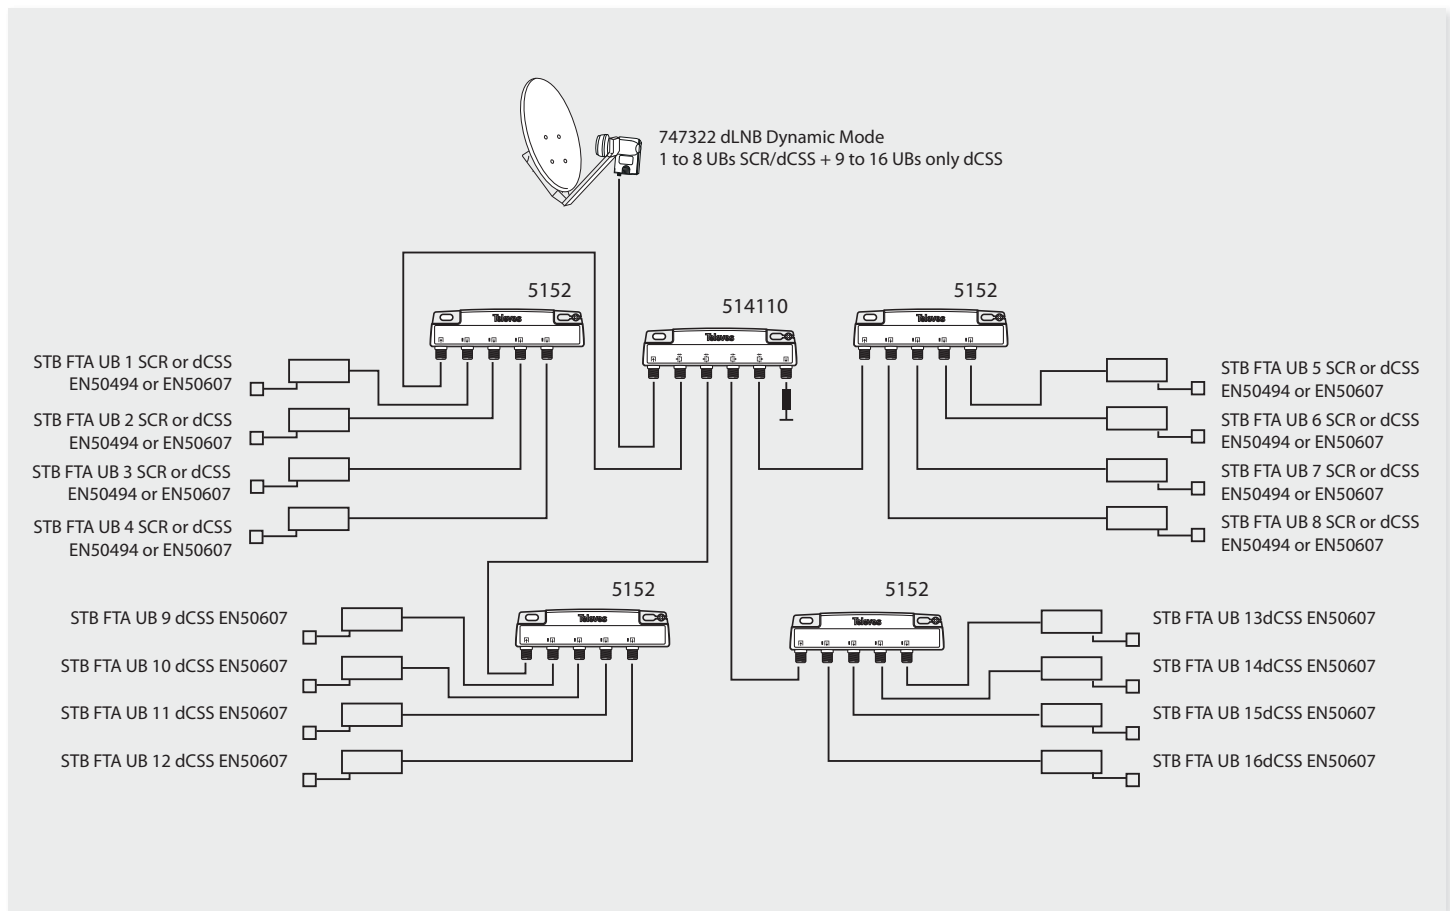 747322 dLNB Dynamic Mode
1 to 8 UBs SCR/dCSS + 9 to 16 UBs only dCSS
5152
514110
5152
Televes
Televes
Televes
STB FTA UB 1 SCR or dCSS
EN50494 or EN50607
STB FTA UB 2 SCR or dCSS
EN50494 or EN50607
STB FTA UB 3 SCR or dCSS
EN50494 or EN50607
STB FTA UB 4 SCR or dCSS
EN50494 or EN50607
STB FTA UB 5 SCR or dCSS
EN50494 or EN50607
STB FTA UB 6 SCR or dCSS
EN50494 or EN50607
STB FTA UB 7 SCR or dCSS
EN50494 or EN50607
STB FTA UB 8 SCR or dCSS
EN50494 or EN50607
5152
5152
Televes
Televes
STB FTA UB 9 dCSS EN50607
STB FTA UB 10 dCSS EN50607
STB FTA UB 11 dCSS EN50607
STB FTA UB 12 dCSS EN50607
STB FTA UB 13dCSS EN50607
STB FTA UB 14dCSS EN50607
STB FTA UB 15dCSS EN50607
STB FTA UB 16dCSS EN50607